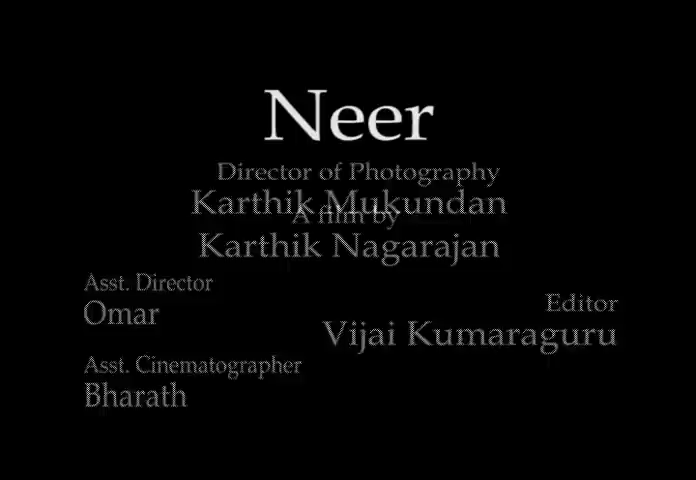 Neer
Director of Photography
Karthik Mukundan
A film by
Karthik Nagarajan
Asst. Director
Omar
Editor
Vijai Kumaraguru
Asst. Cinematographer
Bharath